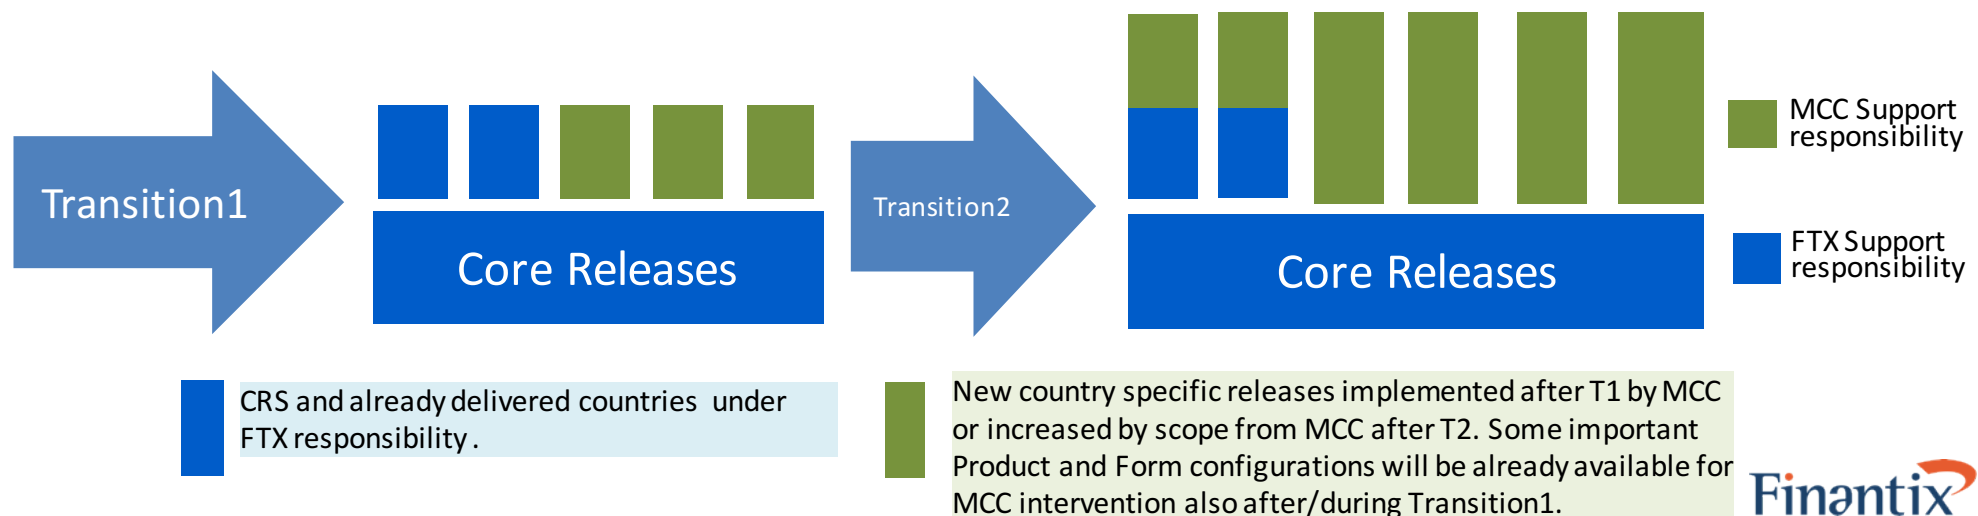 Transition1
Core Releases
Transition2
Core Releases
MCC Support
responsibility
FTX Support
responsibility
CRS and already delivered countries under
FTX responsibility .
New country specific releases implemented after T1 by MCC
or increased by scope from MCC after T2. Some important
Product and Form configurations will be already available for
MCC intervention also after/during Transition1.
Finantix